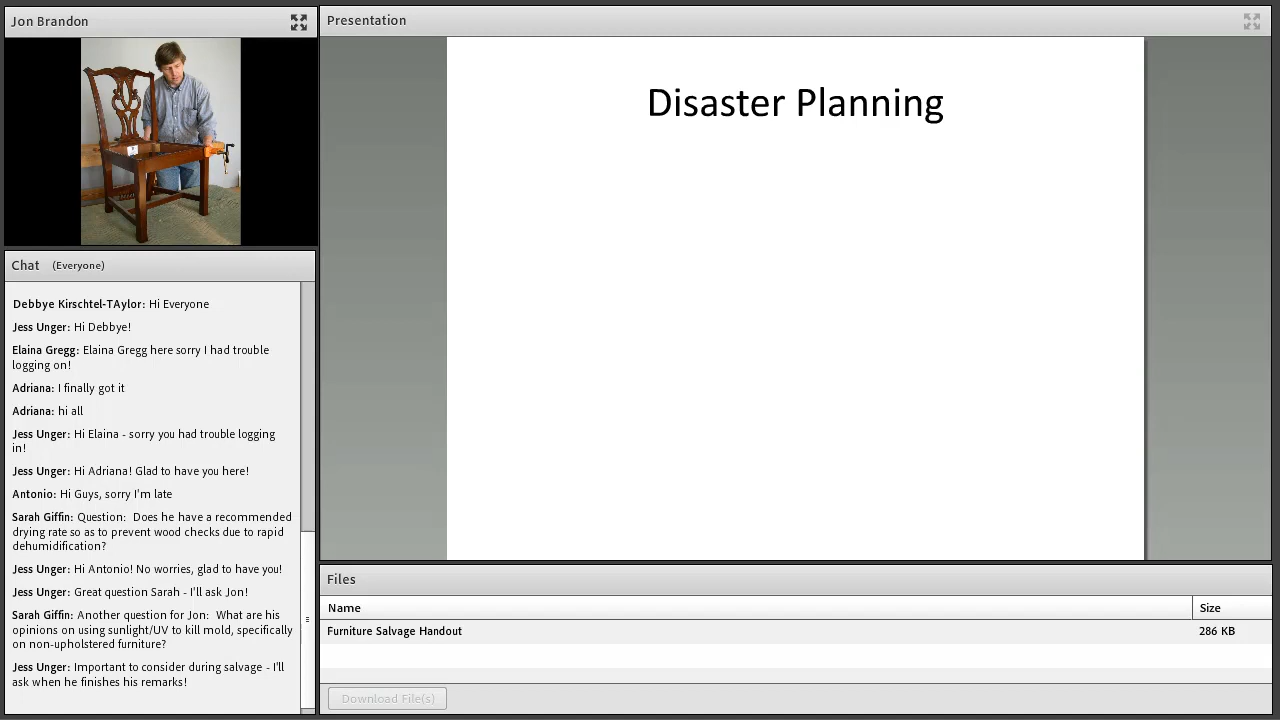 Jon Brandon
Presentation
Disaster Planning
Chat (Everyone)
Debbye Kirschtel-TAylor: Hi Everyone
Jess Unger: Hi Debbye!
Elaina Gregg: Elaina Gregg here sorry I had trouble
logging on!
Adriana: I finally got it
Adriana: hi all
Jess Unger: Hi Elaina - sorry you had trouble logging
in!
Jess Unger: Hi Adriana! Glad to have you here!
Antonio: Hi Guys, sorry I'm late
Sarah Giffin: Question:  Does he have a recommended
drying rate so as to prevent wood checks due to rapid
dehumidification?
Jess Unger: Hi Antonio! No worries, glad to have you!
Jess Unger: Great question Sarah - I'll ask Jon!
Sarah Giffin: Another question for Jon:  What are his
opinions on using sunlight/UV to kill mold, specifically
on non-upholstered furniture?
Jess Unger: Important to consider during salvage - I'll
ask when he finishes his remarks!
Files
Name Size
Furniture Salvage Handout 286 KB
Download File(s)